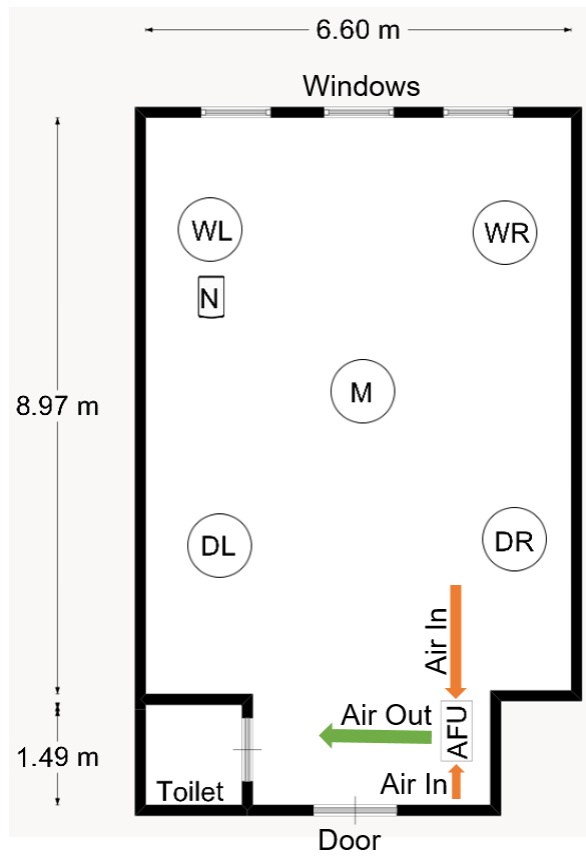 6.60 m
Windows
WL
WR
N
M
8.97 m
DL
DR
Air In
Air Out
AFU
1.49 m
Air In
Toilet
Door